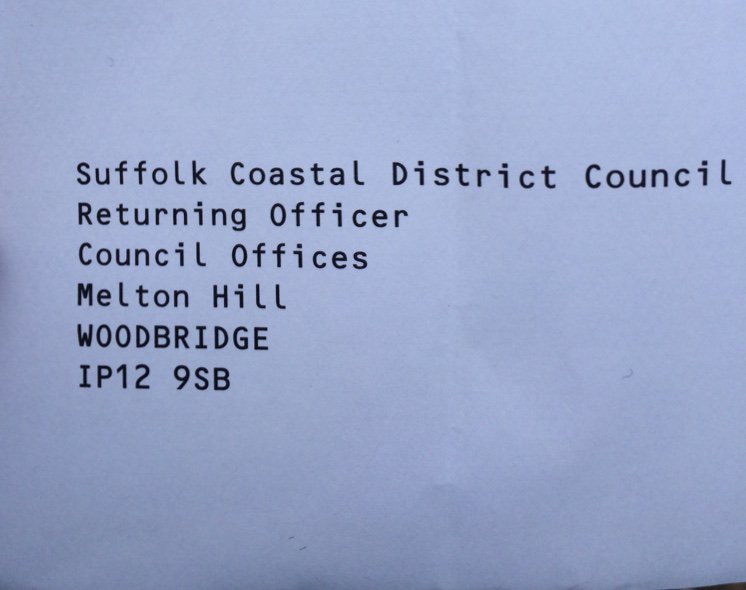 Suffolk Coastal District Council
Returning Officer
Council Offices
Melton Hill
WOODBRIDGE
IP12 9SB